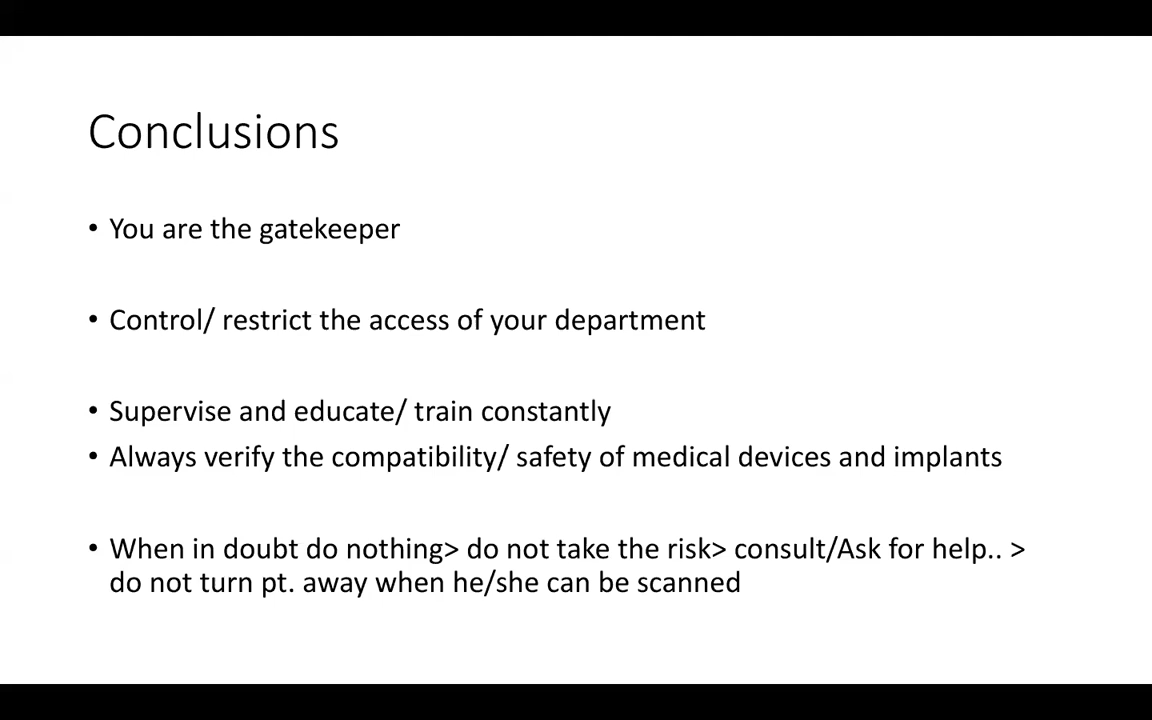 Conclusions
• You are the gatekeeper
• Control/ restrict the access of your department
• Supervise and educate/ train constantly
• Always verify the compatibility/ safety of medical devices and implants
• When in doubt do nothing> do not take the risk> consult/Ask for help.. >
do not turn pt. away when he/she can be scanned